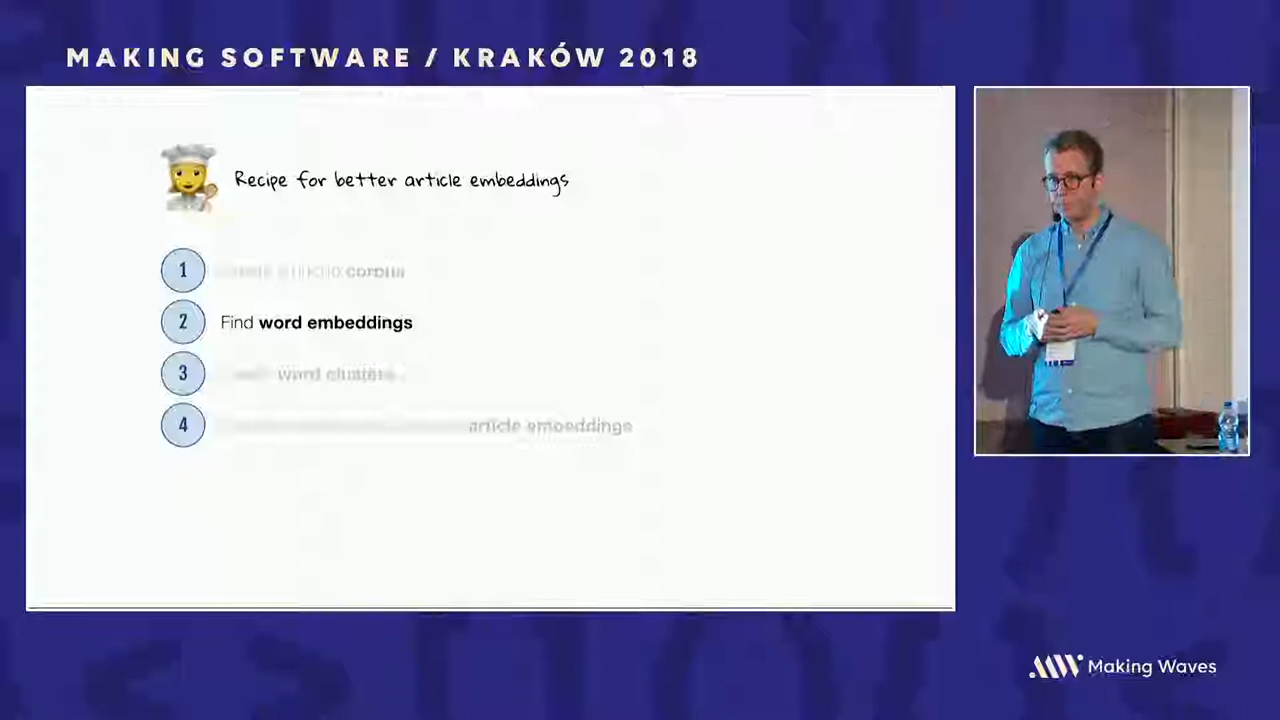 MAKING SOFTWARE / KRAKÓW 2018
Recipe for better article embeddings
1 corpus
2 Find word embeddings
3 word clusters
4 article embeddings
Making Waves